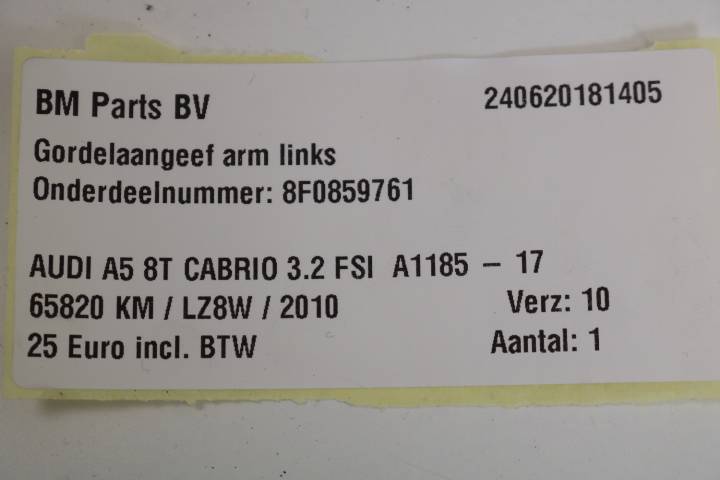 BM Parts BV 240620181405
Gordelaangeef arm links
Onderdeelnummer: 8F0859761
AUDI A5 8T CABRIO 3.2 FSI A1185 – 17
65820 KM / LZ8W / 2010 Verz: 10
25 Euro incl. BTW Aantal: 1